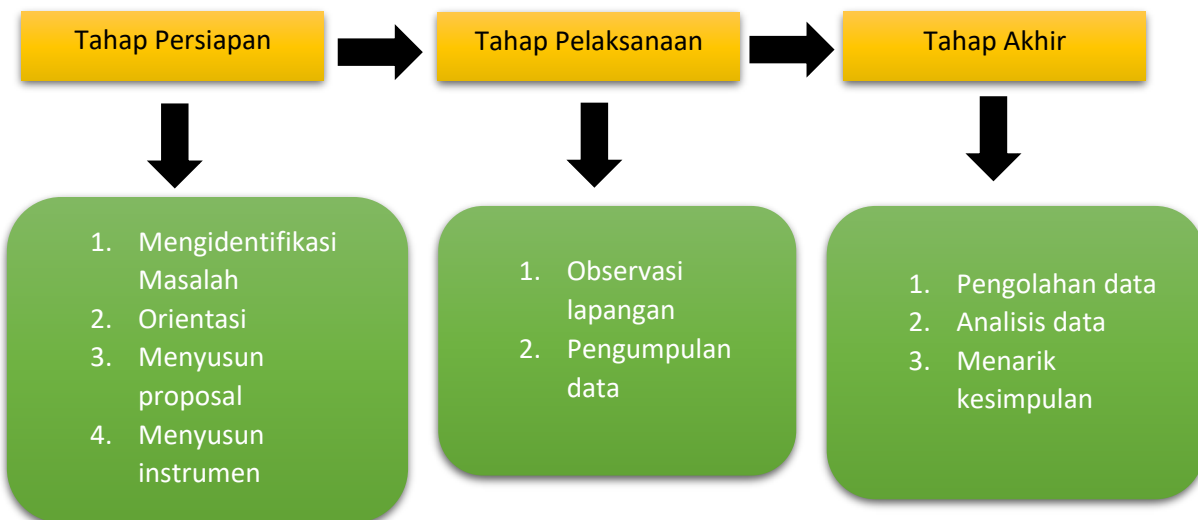 Tahap Persiapan
Tahap Pelaksanaan
Tahap Akhir
1. Mengidentifikasi
Masalah
2. Orientasi
3. Menyusun
proposal
4. Menyusun
instrumen
1. Observasi
lapangan
2. Pengumpulan
data
1. Pengolahan data
2. Analisis data
3. Menarik
kesimpulan